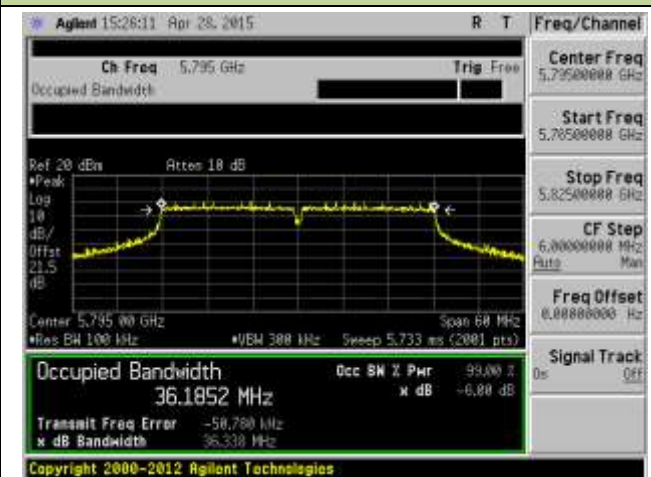 Agilent 15:26:11 Apr 28, 2015 R T
Freq/Channel
Ch Freq 5.795 GHz Trig Free
Occupied Bandwidth
Center Freq
5.79500000 GHz
Start Freq
5.76500000 GHz
Stop Freq
5.82500000 GHz
CF Step
6.00000000 MHz
Auto Man
Freq Offset
0.00000000 Hz
Signal Track
On Off
Ref 20 dBm Atten 10 dB
•Peak
Log
10
dB/
Offst
21.5
dB
Center 5.795 00 GHz Span 60 MHz
•Res BW 100 kHz •VBW 300 kHz Sweep 5.733 ms (2001 pts)
Occupied Bandwidth Occ BW % Pwr 99.00 %
36.1852 MHz x dB -6.00 dB
Transmit Freq Error -50.780 kHz
x dB Bandwidth 36.330 MHz
Copyright 2000-2012 Agilent Technologies